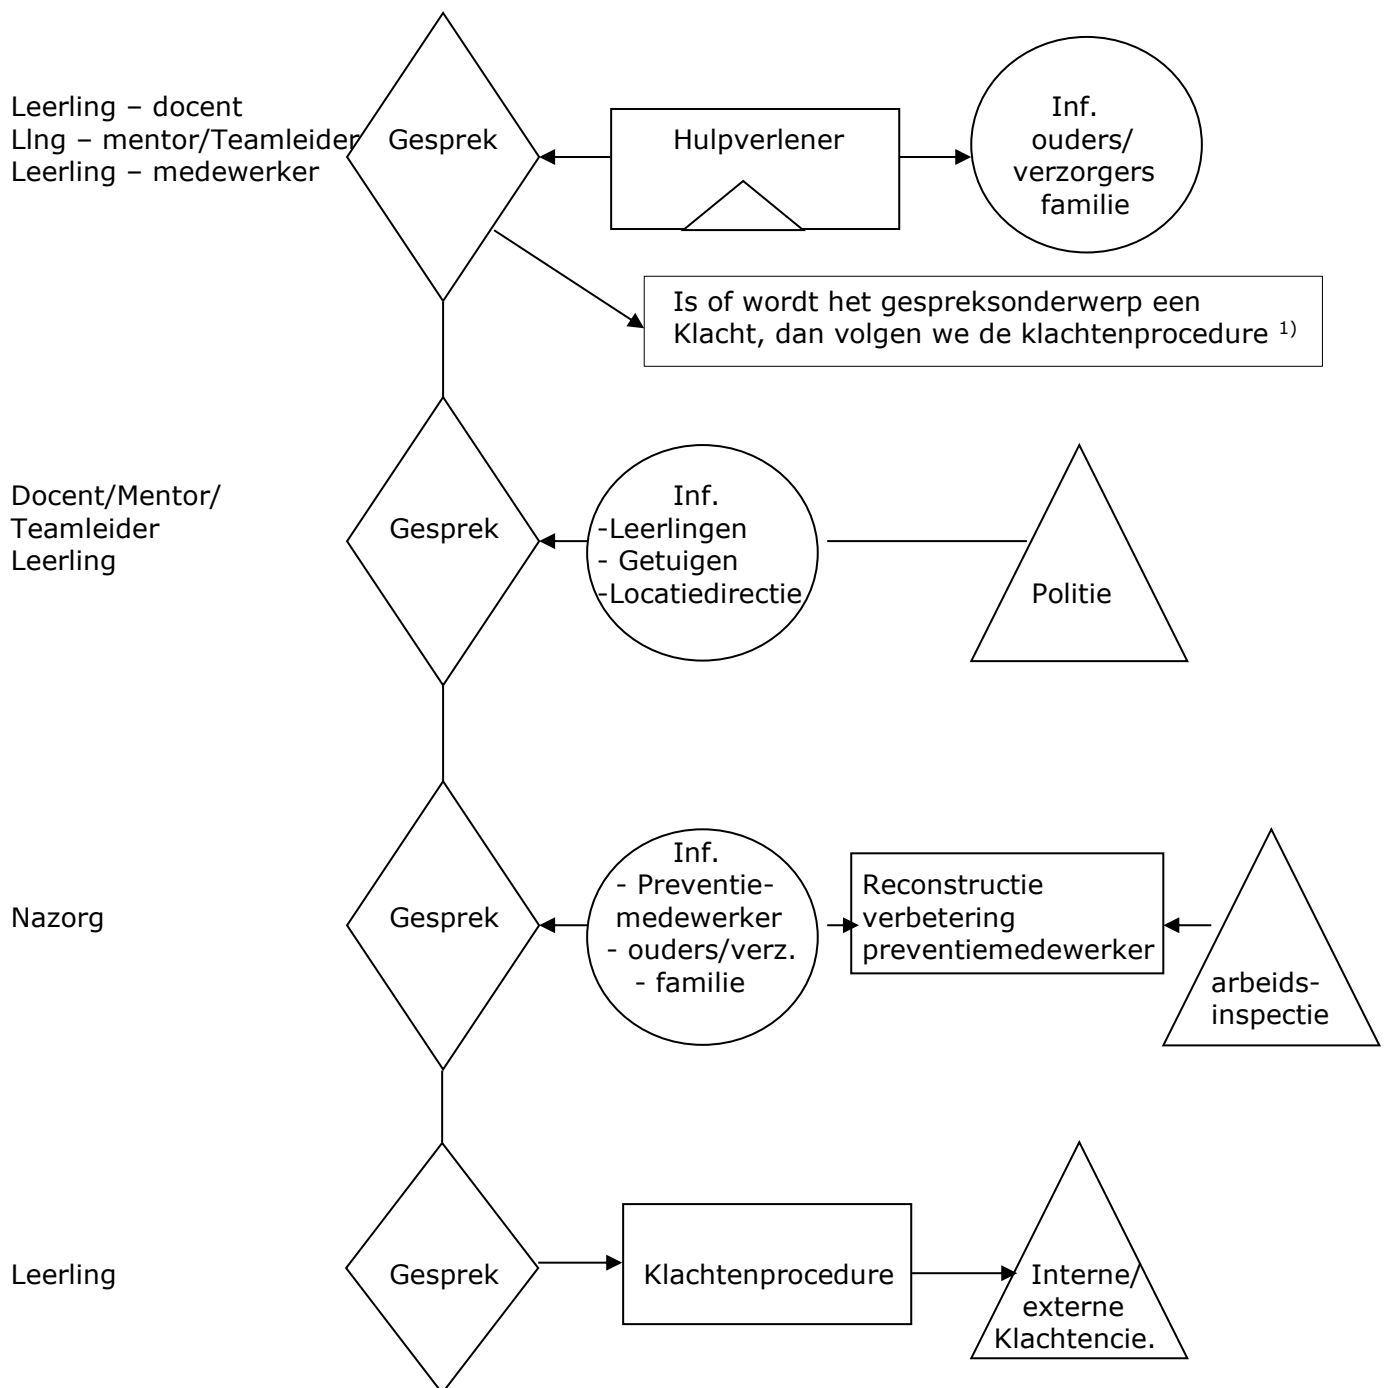 Leerling – docent
Llng – mentor/Teamleider
Leerling – medewerker
Gesprek
Hulpverlener
Inf.
ouders/
verzorgers
familie
Is of wordt het gespreksonderwerp een
Klacht, dan volgen we de klachtenprocedure 1)
Docent/Mentor/
Teamleider
Leerling
Gesprek
Inf.
-Leerlingen
- Getuigen
-Locatiedirectie
Politie
Nazorg
Gesprek
Inf.
- Preventie-
medewerker
- ouders/verz.
- familie
Reconstructie
verbetering
preventiemedewerker
arbeids-
inspectie
Leerling
Gesprek
Klachtenprocedure
Interne/
externe
Klachtencie.